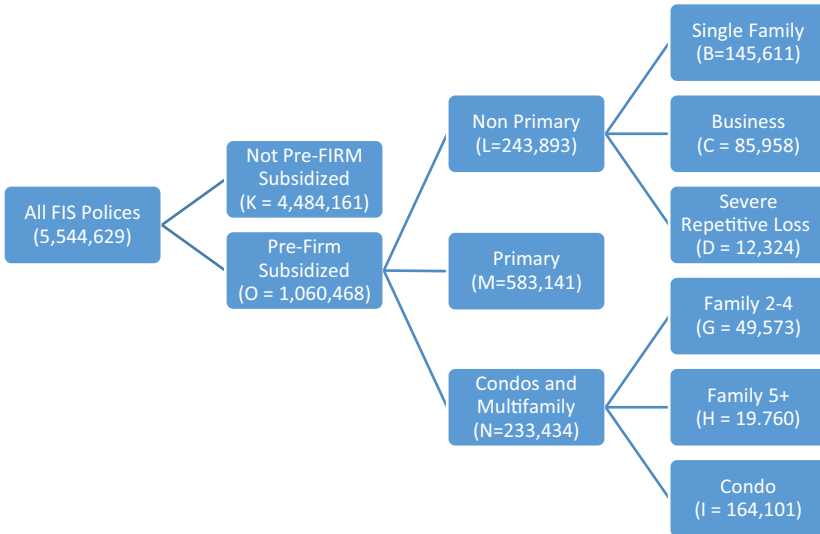 All FIS Polices
(5,544,629)
Not Pre-FIRM
Subsidized
(K = 4,484,161)
Pre-Firm
Subsidized
(O = 1,060,468)
Non Primary
(L=243,893)
Primary
(M=583,141)
Condos and
Multifamily
(N=233,434)
Single Family
(B=145,611)
Business
(C = 85,958)
Severe
Repetitive Loss
(D = 12,324)
Family 2-4
(G = 49,573)
Family 5+
(H = 19.760)
Condo
(I = 164,101)